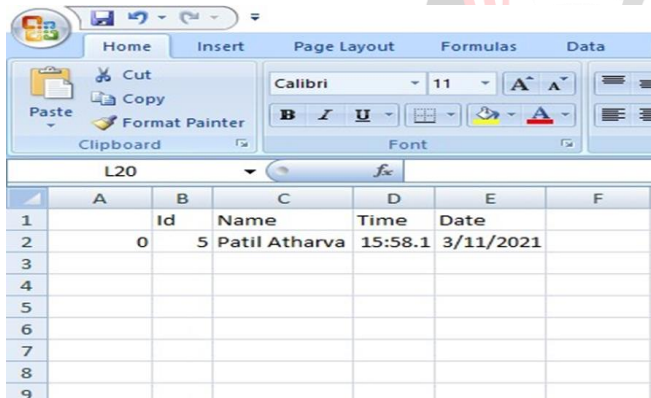 Home Insert Page Layout Formulas Data
Cut
Copy
Format Painter
Paste
Calibri 11 A A
B I U A
Clipboard Font
L20 fx
A B C D E F
1 Id Name Time Date
2 0 5 Patil Atharva 15:58.1 3/11/2021
3
4
5
6
7
8
9